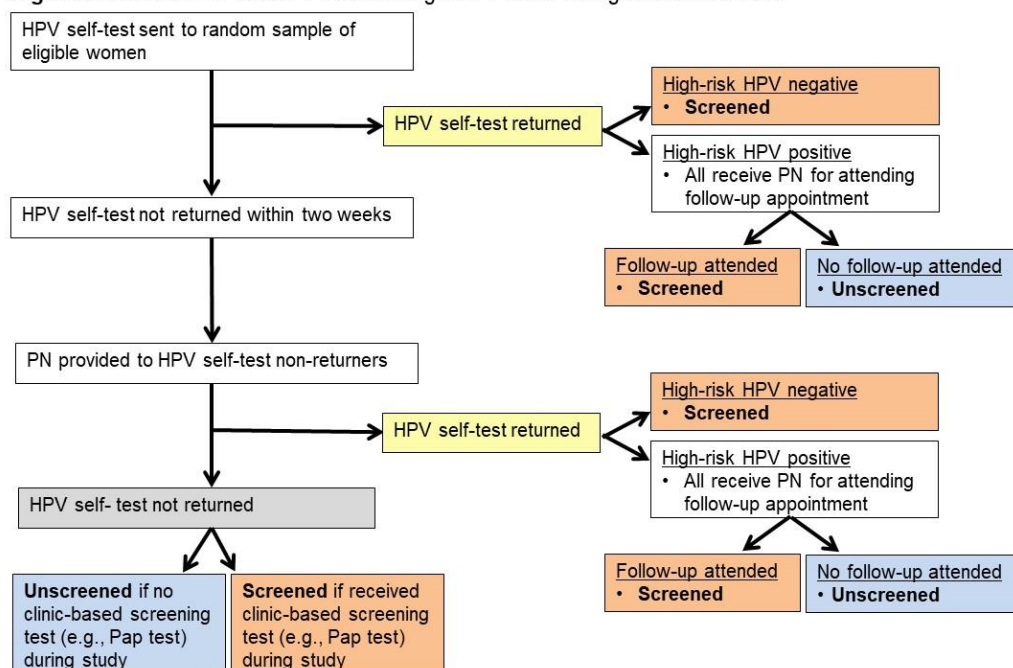 HPV self-test sent to random sample of
eligible women
HPV self-test returned
High-risk HPV negative
• Screened
High-risk HPV positive
• All receive PN for attending
follow-up appointment
HPV self-test not returned within two weeks
Follow-up attended
• Screened
No follow-up attended
• Unscreened
PN provided to HPV self-test non-returners
HPV self-test returned
High-risk HPV negative
• Screened
High-risk HPV positive
• All receive PN for attending
follow-up appointment
HPV self- test not returned
Follow-up attended
• Screened
No follow-up attended
• Unscreened
Unscreened if no
clinic-based screening
test (e.g., Pap test)
during study
Screened if received
clinic-based screening
test (e.g., Pap test)
during study